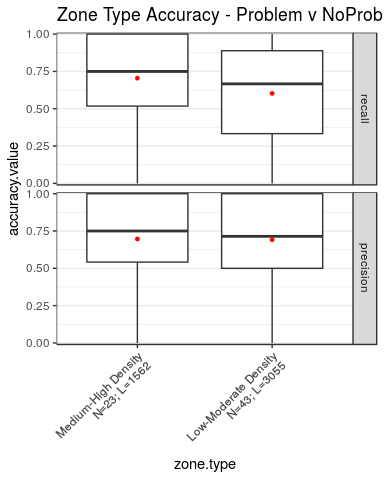 Zone Type Accuracy - Problem v NoProb
accuracy.value
1.00
0.75
0.50
0.25
0.00
recall
1.00
0.75
0.50
0.25
0.00
precision
Medium-High Density
N=23; L=1562
Low-Moderate Density
N=43; L=3055
zone.type